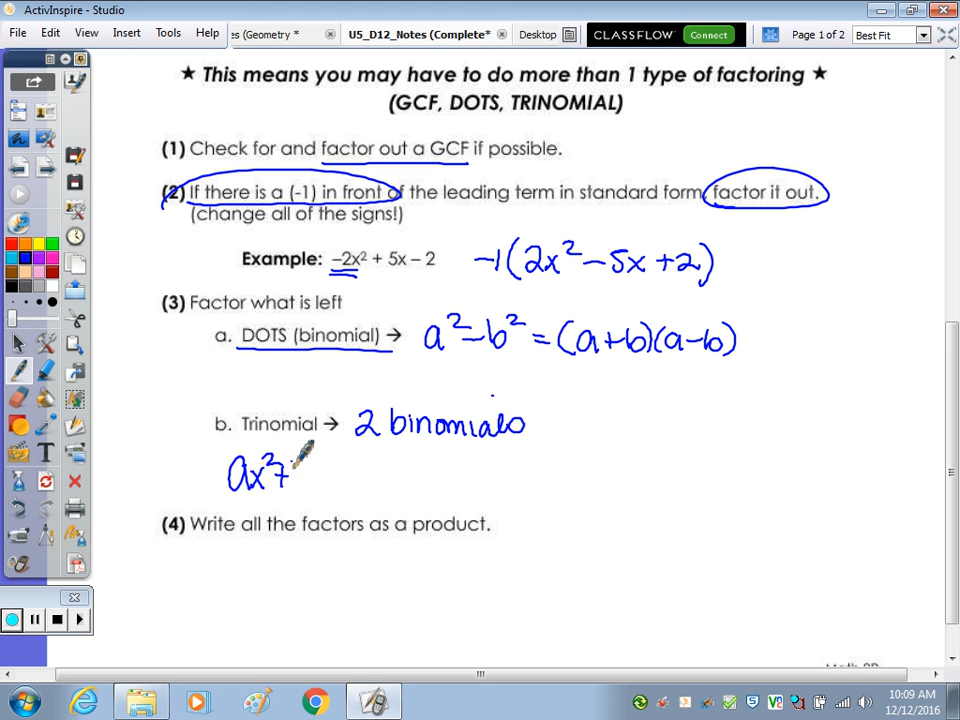 ActivInspire - Studio
File Edit View Insert Tools Help es (Geometry * U5_D12_Notes (Complete* Desktop CLASSFLOW Connect Page 1 of 2 Best Fit
★ This means you may have to do more than 1 type of factoring ★
(GCF, DOTS, TRINOMIAL)
(1) Check for and factor out a GCF if possible.
(2) If there is a (-1) in front of the leading term in standard form, factor it out.
(change all of the signs!)
Example: −2x² + 5x − 2 −1(2x² − 5x + 2)
(3) Factor what is left
a. DOTS (binomial) → a² − b² = (a+b)(a−b)
b. Trinomial → 2 binomials
ax² +
(4) Write all the factors as a product.
10:09 AM
12/12/2016